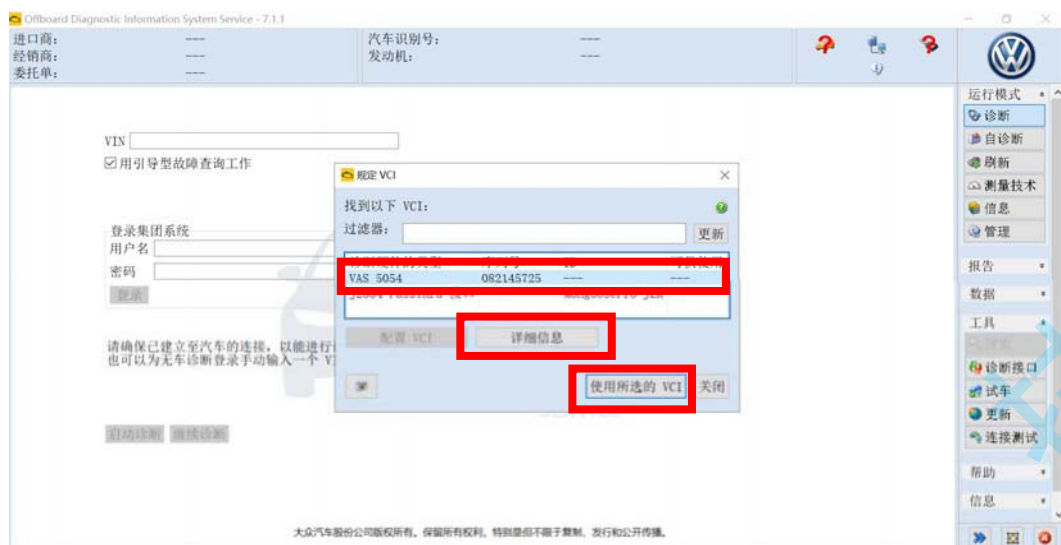 Offboard Diagnostic Information System Service - 7.1.1
进口商: --- 汽车识别号: ---
经销商: --- 发动机: ---
委托单: ---
运行模式
诊断
自诊断
刷新
测量技术
信息
管理
报告
数据
工具
诊断接口
试车
更新
连接测试
帮助
信息
VIN
用引导型故障查询工作
登录集团系统
用户名
密码
登录
请确保已建立至汽车的连接，以能进行
也可以为无车诊断登录手动输入一个
自动诊断 继续诊断
规定 VCI
找到以下 VCI:
过滤器: 更新
VAS 5054 082145725 --- ---
配置 VCI 详细信息
使用所选的 VCI 关闭
大众汽车股份公司版权所有。保留所有权利，特别是但不限于复制、发行和公开传播。